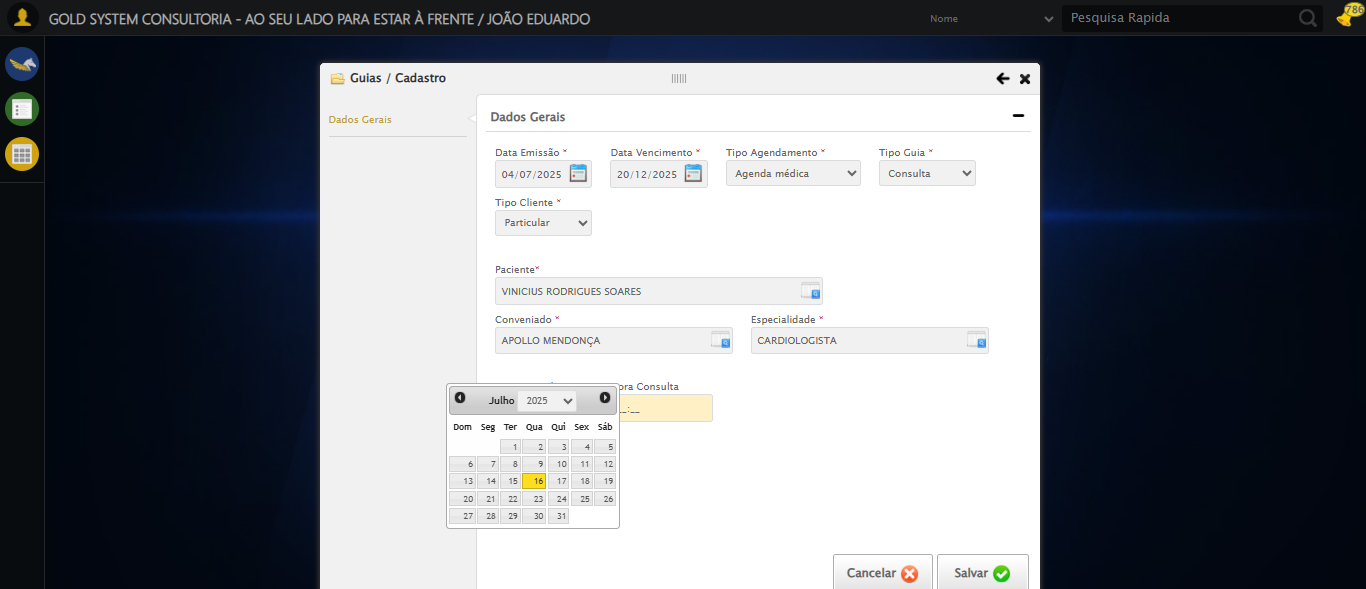 GOLD SYSTEM CONSULTORIA - AO SEU LADO PARA ESTAR À FRENTE / JOÃO EDUARDO
Nome
Pesquisa Rapida
786
Guias / Cadastro
Dados Gerais
Dados Gerais
Data Emissão * Data Vencimento * Tipo Agendamento * Tipo Guia *
04/07/2025 20/12/2025 Agenda médica Consulta
Tipo Cliente *
Particular
Paciente*
VINICIUS RODRIGUES SOARES
Conveniado * Especialidade *
APOLLO MENDONÇA CARDIOLOGISTA
ora Consulta
__:__
Julho 2025
Dom Seg Ter Qua Qui Sex Sáb
1 2 3 4 5
6 7 8 9 10 11 12
13 14 15 16 17 18 19
20 21 22 23 24 25 26
27 28 29 30 31
Cancelar Salvar